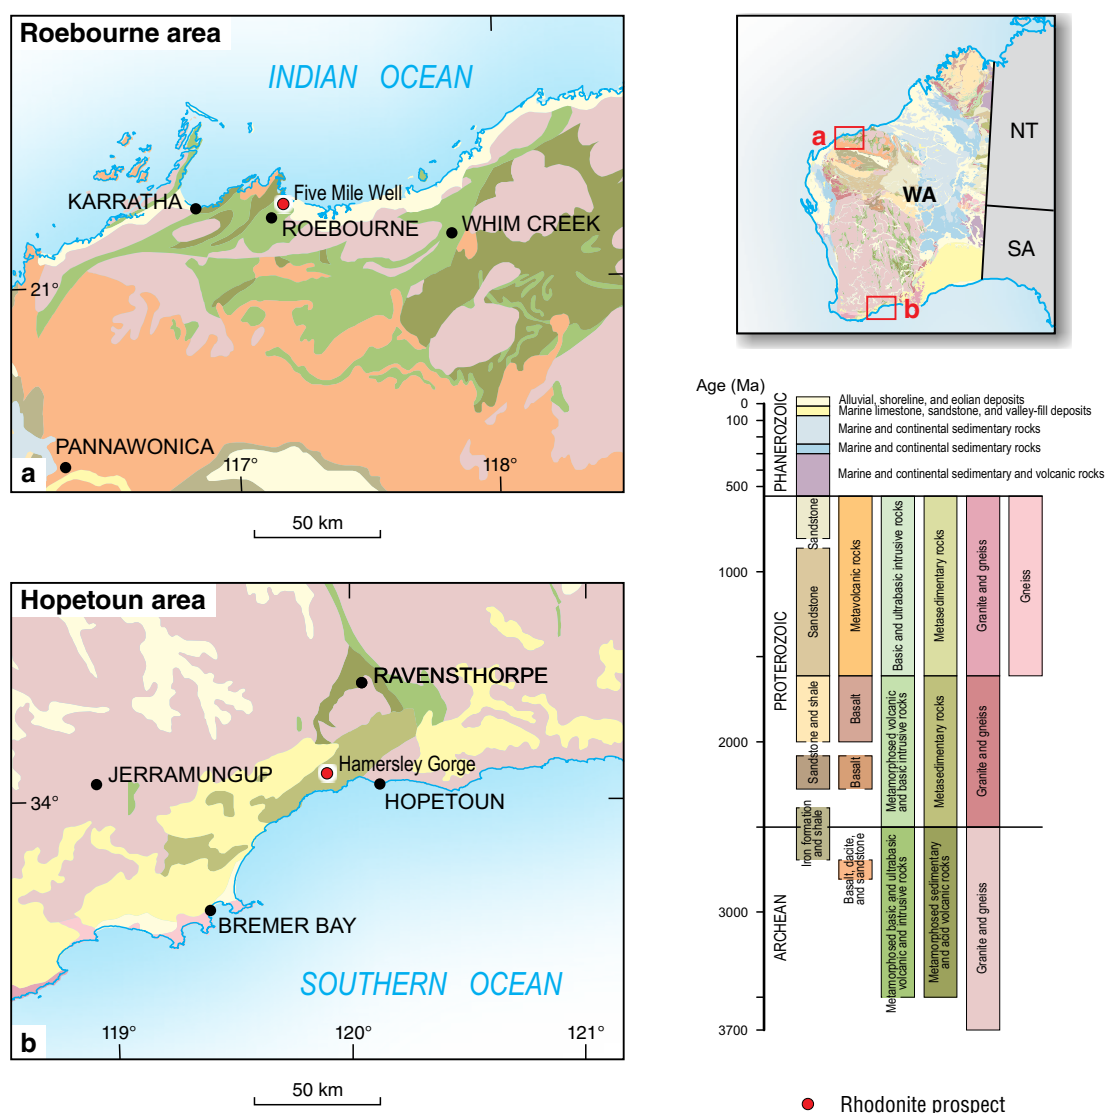 Roebourne area
INDIAN OCEAN
KARRATHA
Five Mile Well
ROEBOURNE
WHIM CREEK
21°
PANNAWONICA
117°
118°
a
50 km
Hopetoun area
RAVENSTHORPE
Hamersley Gorge
JERRAMUNGUP
HOPETOUN
34°
BREMER BAY
SOUTHERN OCEAN
b
119°
120°
121°
50 km
a
NT
WA
SA
b
Age (Ma)
0
100
500
1000
2000
3000
3700
PHANEROZOIC
PROTEROZOIC
ARCHEAN
Alluvial, shoreline, and eolian deposits
Marine limestone, sandstone, and valley-fill deposits
Marine and continental sedimentary rocks
Marine and continental sedimentary rocks
Marine and continental sedimentary and volcanic rocks
Sandstone
Sandstone
Sandstone and shale
Sandstone
Iron formation
and shale
Metavolcanic rocks
Basalt
Basalt
Basalt, dacite,
and sandstone
Basic and ultrabasic intrusive rocks
Metamorphosed volcanic
and basic intrusive rocks
Metamorphosed basic and ultrabasic
volcanic and intrusive rocks
Metasedimentary rocks
Metasedimentary rocks
Metamorphosed sedimentary
and acid volcanic rocks
Granite and gneiss
Granite and gneiss
Granite and gneiss
Gneiss
Rhodonite prospect